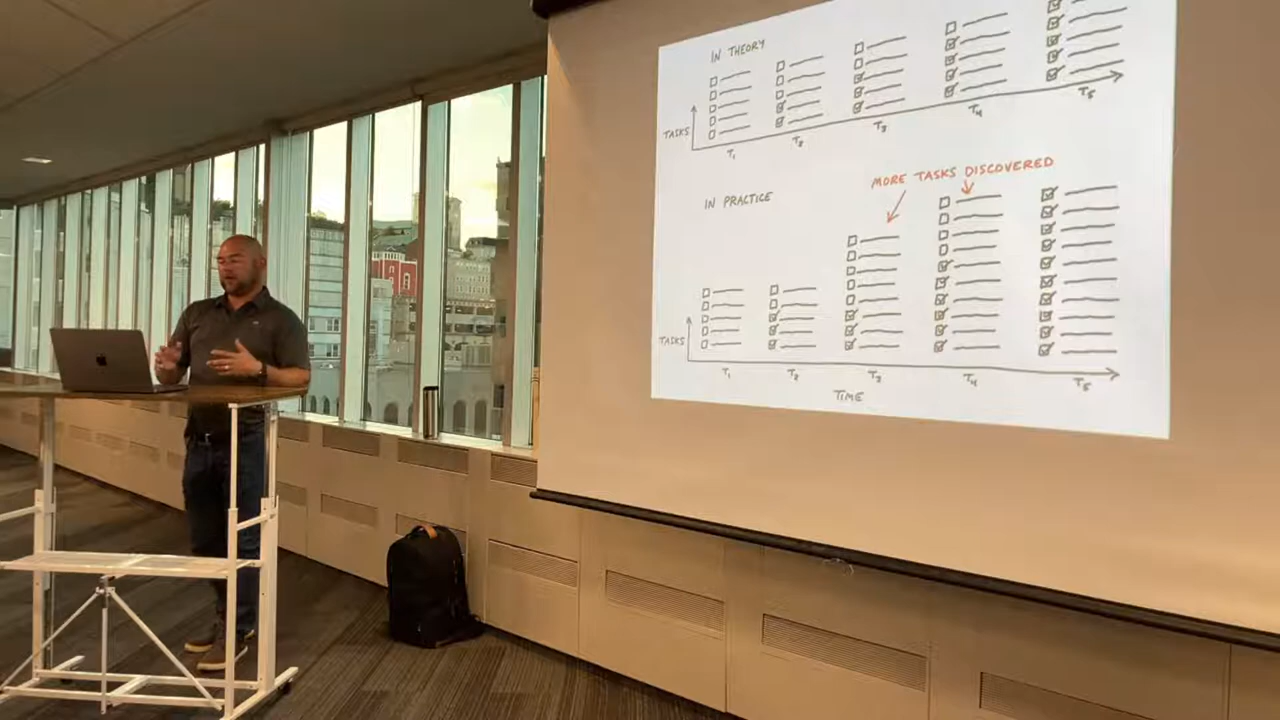 IN THEORY
TASKS
T1
T2
T3
T4
T5
MORE TASKS DISCOVERED
IN PRACTICE
TASKS
T1
T2
T3
T4
T5
TIME